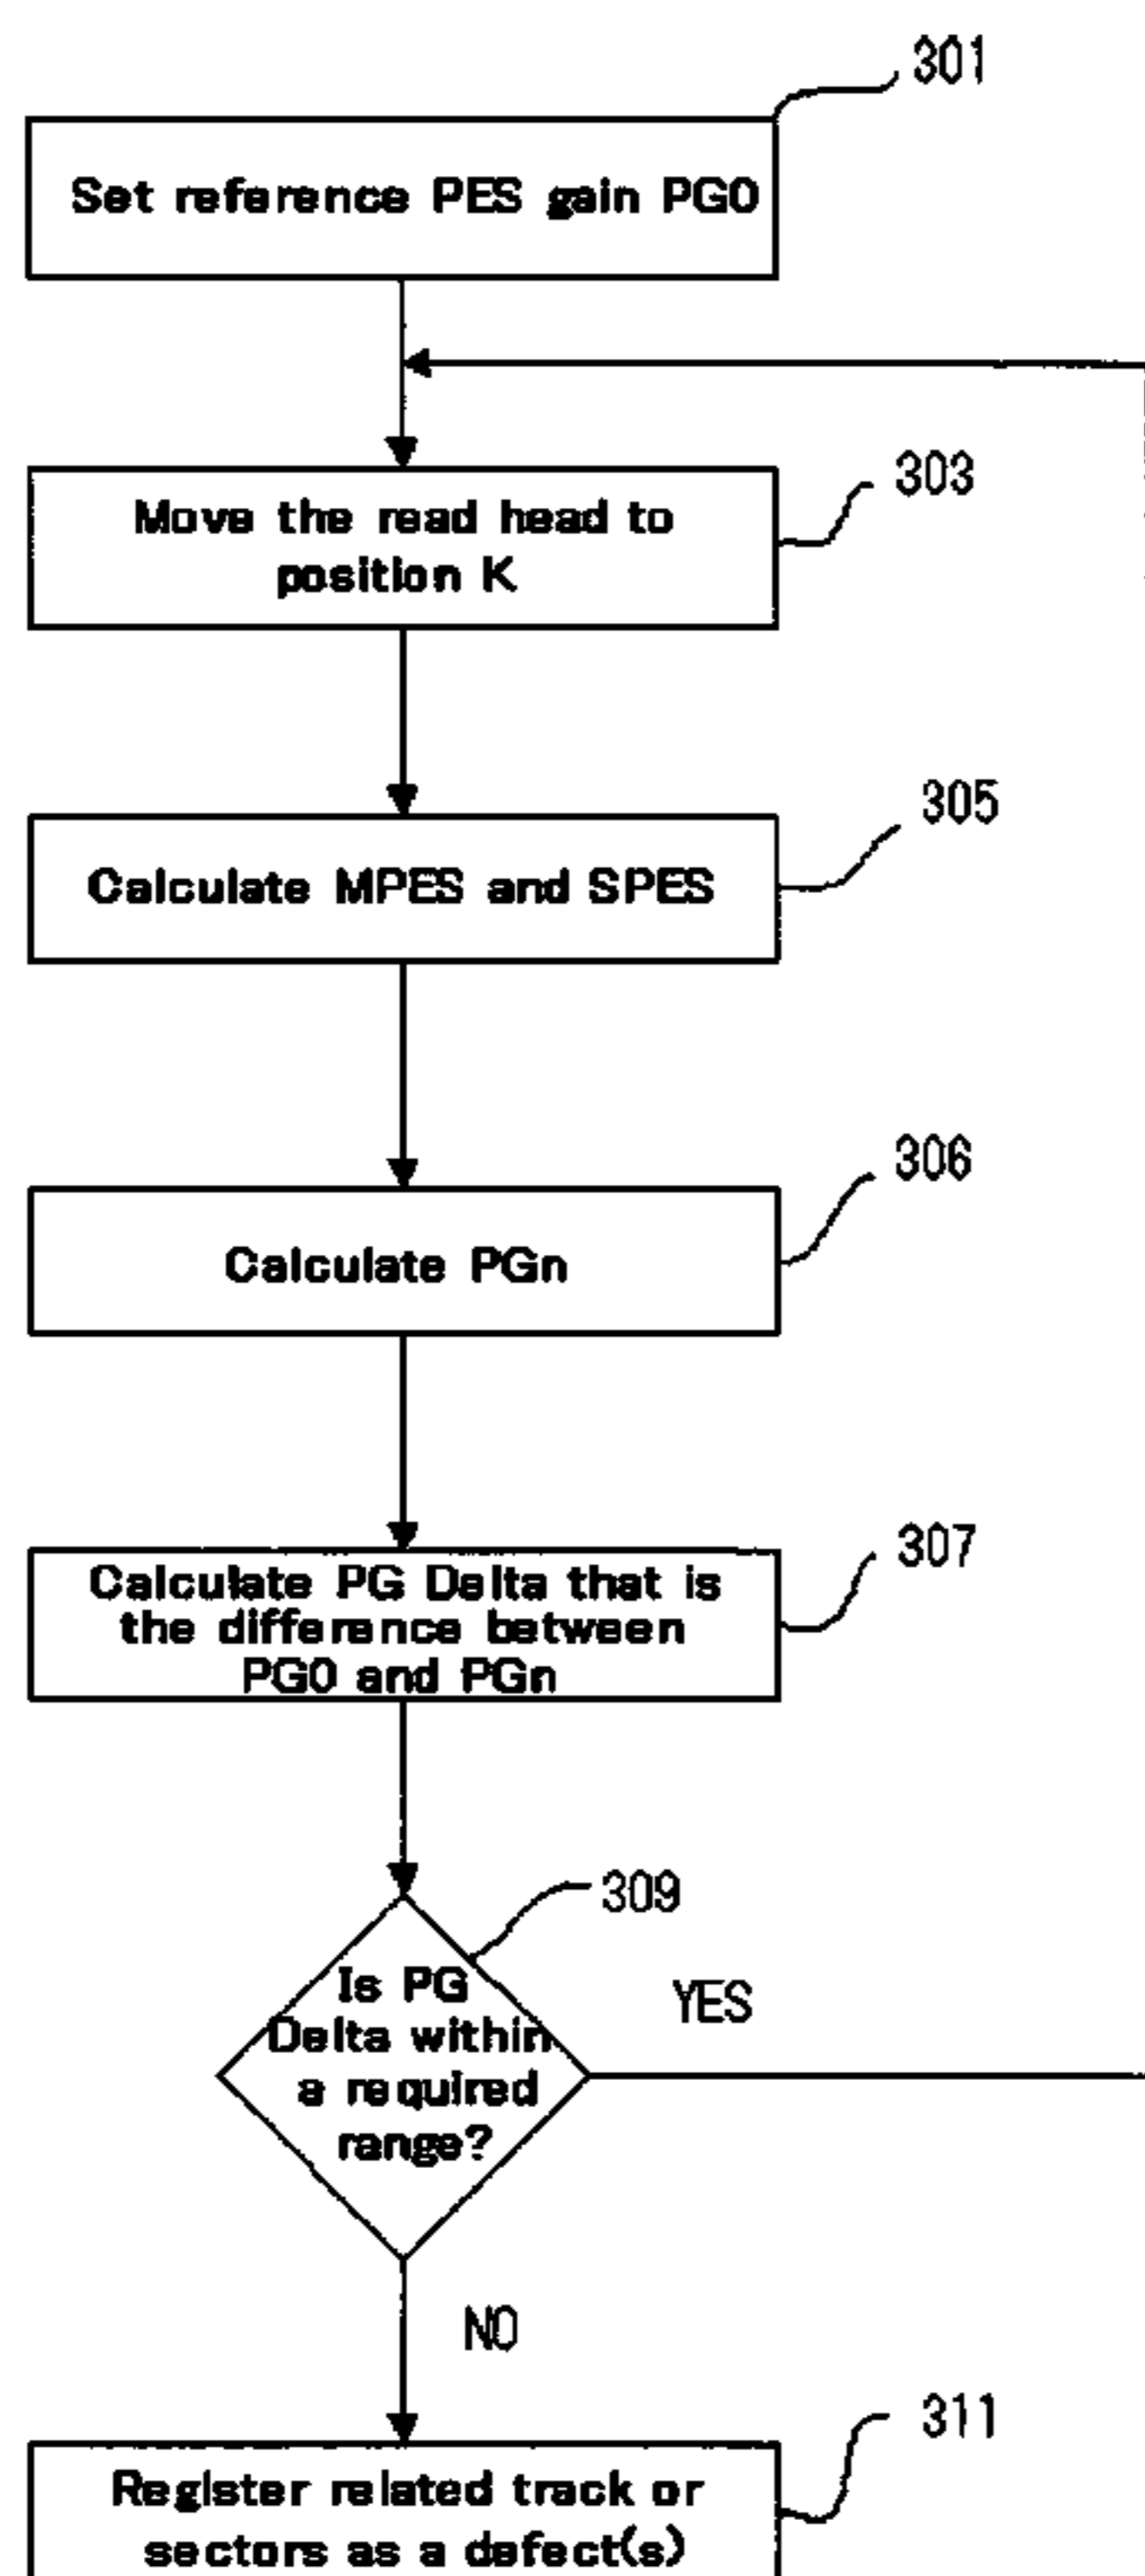 301
Set reference PES gain PG0
303
Move the read head to
position K
305
Calculate MPES and SPES
306
Calculate PGn
307
Calculate PG Delta that is
the difference between
PG0 and PGn
309
Is PG
Delta within
a required
range?
YES
NO
311
Register related track or
sectors as a defect(s)